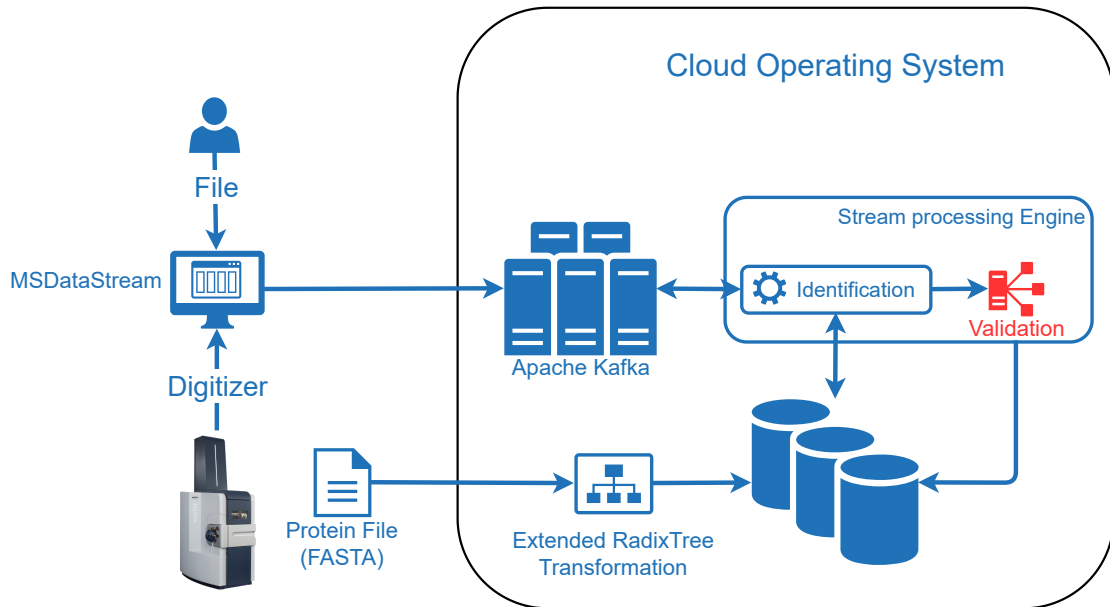 Cloud Operating System
File
Stream processing Engine
MSDataStream
Identification
Validation
Apache Kafka
Digitizer
Protein File
(FASTA)
Extended RadixTree
Transformation